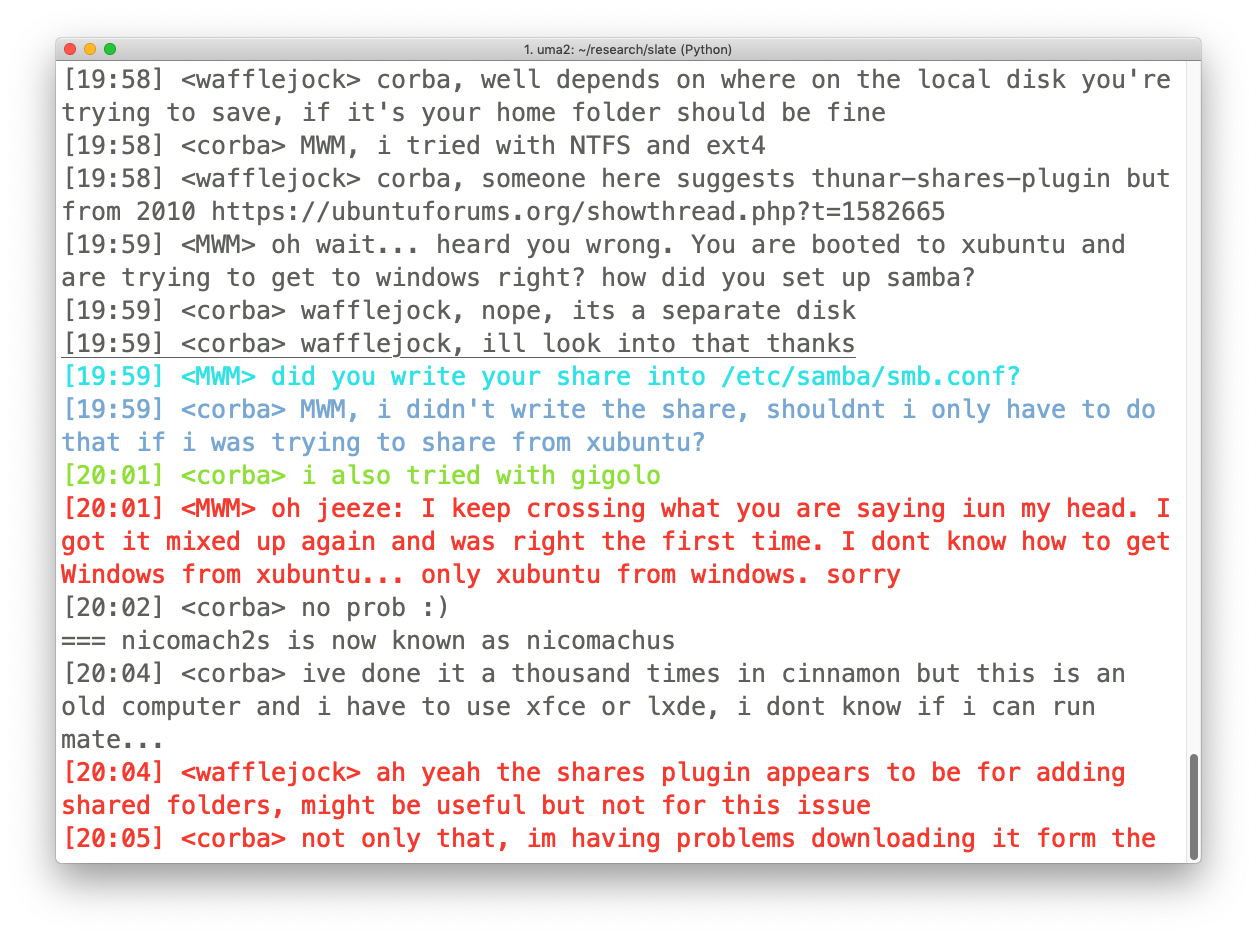 1. uma2: ~/research/slate (Python)
[19:58] <wafflejock> corba, well depends on where on the local disk you're
trying to save, if it's your home folder should be fine
[19:58] <corba> MWM, i tried with NTFS and ext4
[19:58] <wafflejock> corba, someone here suggests thunar-shares-plugin but
from 2010 https://ubuntuforums.org/showthread.php?t=1582665
[19:59] <MWM> oh wait... heard you wrong. You are booted to xubuntu and
are trying to get to windows right? how did you set up samba?
[19:59] <corba> wafflejock, nope, its a separate disk
[19:59] <corba> wafflejock, ill look into that thanks
[19:59] <MWM> did you write your share into /etc/samba/smb.conf?
[19:59] <corba> MWM, i didn't write the share, shouldnt i only have to do
that if i was trying to share from xubuntu?
[20:01] <corba> i also tried with gigolo
[20:01] <MWM> oh jeeze: I keep crossing what you are saying iun my head. I
got it mixed up again and was right the first time. I dont know how to get
Windows from xubuntu... only xubuntu from windows. sorry
[20:02] <corba> no prob :)
=== nicomach2s is now known as nicomachus
[20:04] <corba> ive done it a thousand times in cinnamon but this is an
old computer and i have to use xfce or lxde, i dont know if i can run
mate...
[20:04] <wafflejock> ah yeah the shares plugin appears to be for adding
shared folders, might be useful but not for this issue
[20:05] <corba> not only that, im having problems downloading it form the